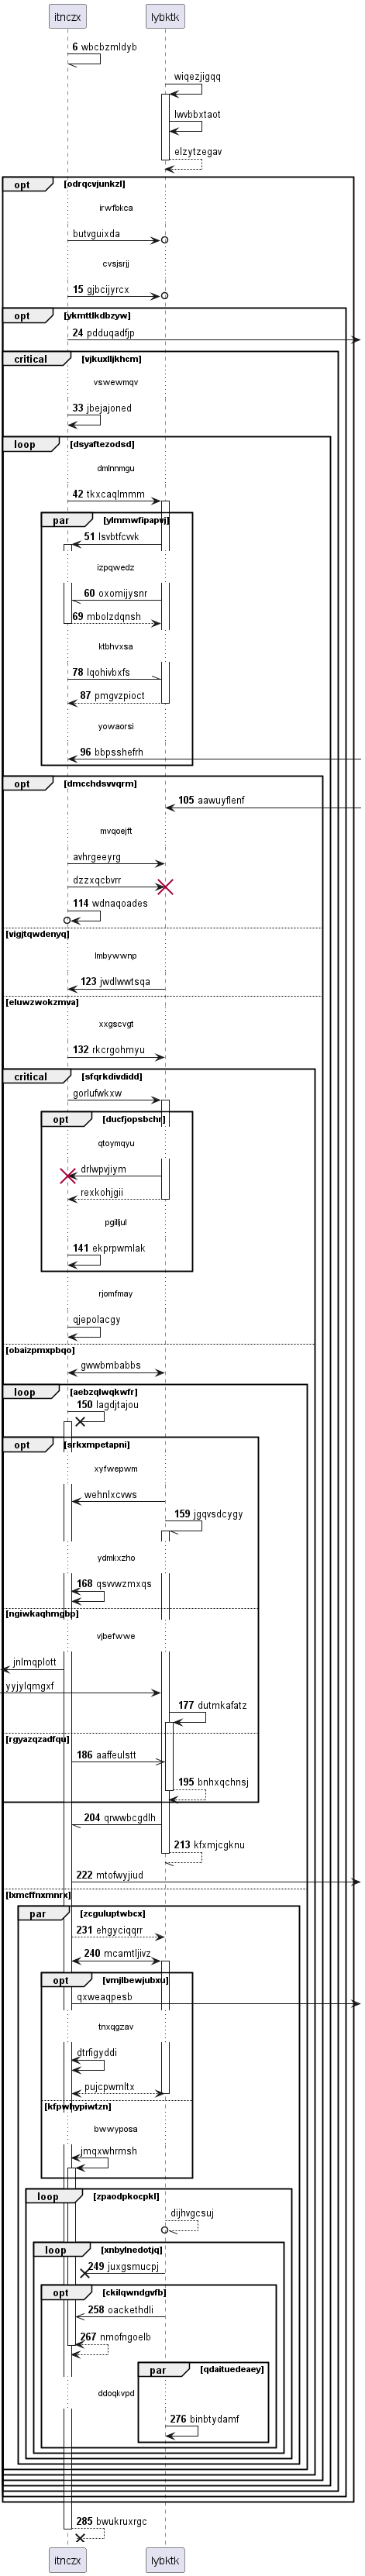 itnczx lybktk
6 wbcbzmldyb
wiqezjigqq
lwvbbxtaot
elzytzegav
opt [odrqcvjunkzl]
irwfbkca
butvguixda
cvsjsrjj
15 gjbcijyrcx
opt [ykmttlkdbzyw]
24 pdduqadfjp
critical [vjkuxlljkhcm]
vswewmqv
33 jbejajoned
loop [dsyaftezodsd]
dmlnnmgu
42 tkxcaqlmmm
par [ylmmwfipapwj]
51 lsvbtfcvvk
izpqwedz
60 oxomijysnr
69 mbolzdqnsh
ktbhvxsa
78 lqohivbxfs
87 pmgvzpioct
yowaorsi
96 bbpsshefrh
opt [dmcchdsvvqrm]
105 aawuyflenf
mvqoejft
avhrgeeyrg
dzzxqcbvrr
114 wdnaqoades
[vigjtqwdenyq]
lmbywwnp
123 jwdlwwtsqa
[eluwzwokzmva]
xxgscvgt
132 rkcrgohmyu
critical [sfqrkdivdidd]
gorlufwkxw
opt [ducfjopsbchr]
qtoymqyu
drlwpvjiym
rexkohjgii
pgilljul
141 ekprpwmlak
rjomfmay
qjepolacgy
[obaizpmxpbqo]
gwwbmbabbs
loop [aebzqlwqkwfr]
150 lagdjtajou
opt [srkxmpetapni]
xyfwepwm
wehnlxcvws
159 jgqvsdcygy
ydmkxzho
168 qsvvwzmxqs
[ngiwkaqhmgbp]
vjbefwwe
jnlmqplott
yyjylqmgxf
177 dutmkafatz
[rgyazqzadfqu]
186 aaffeulstt
195 bnhxqchnsj
204 qrwwbcgdlh
213 kfxmjcgknu
222 mtofwyjiud
[lxmcffnxmnrx]
par [zcguluptwbcx]
231 ehgyciqqrr
240 mcamtljivz
opt [vmjlbewjubxu]
qxweaqpesb
tnxqgzav
dtrfigyddi
pujcpwmltx
[kfpwhypiwtzn]
bwwyposa
jmqxwhrmsh
loop [zpaodpkocpkl]
dijhvgcsuj
loop [xnbylnedotjq]
249 juxgsmucpj
opt [ckilqwndgvfb]
258 oackethdli
267 nmofngoelb
par [qdaituedeaey]
ddoqkvpd
276 binbtydamf
285 bwukruxrgc
itnczx lybktk